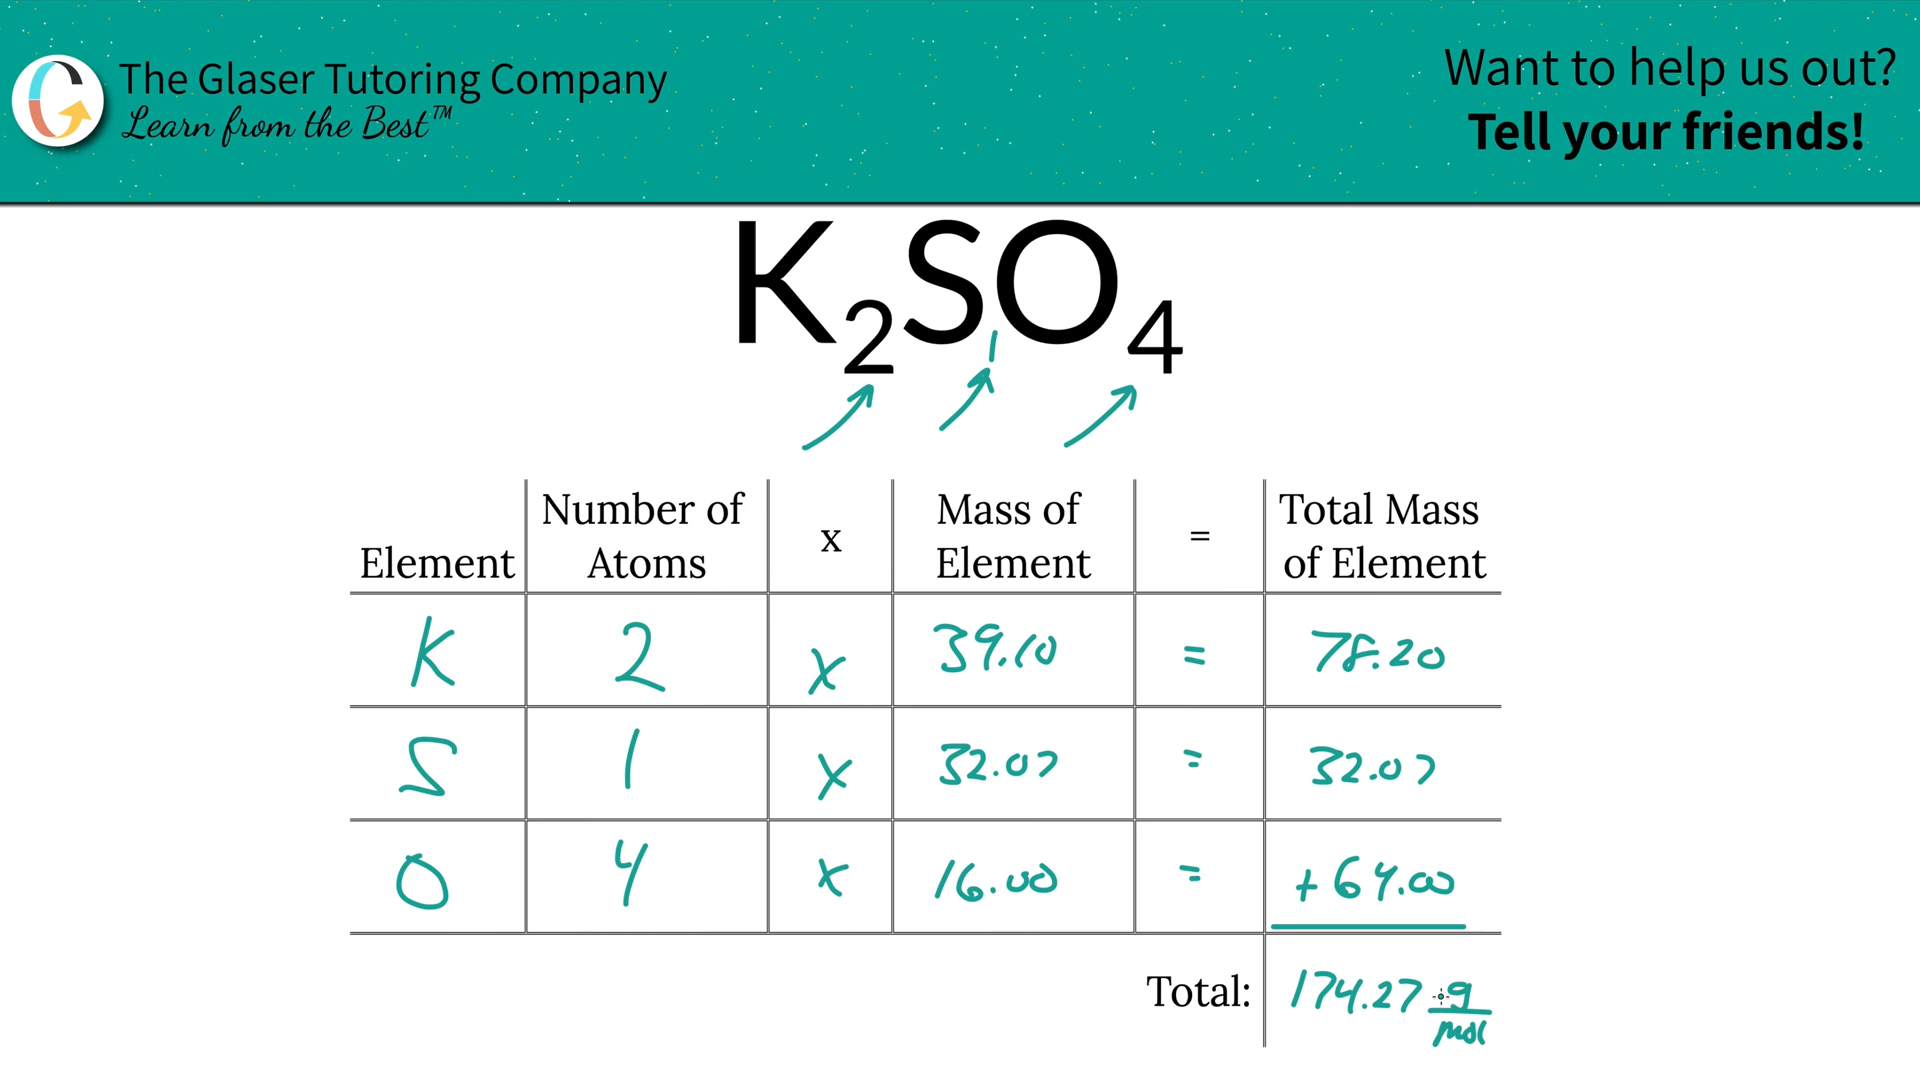 The Glaser Tutoring Company
Learn from the Best™
Want to help us out?
Tell your friends!
K₂S₁O₄
Element | Number of Atoms | x | Mass of Element | = | Total Mass of Element
K | 2 | x | 39.10 | = | 78.20
S | 1 | x | 32.07 | = | 32.07
O | 4 | x | 16.00 | = | + 64.00
Total: | 174.27 g/mol